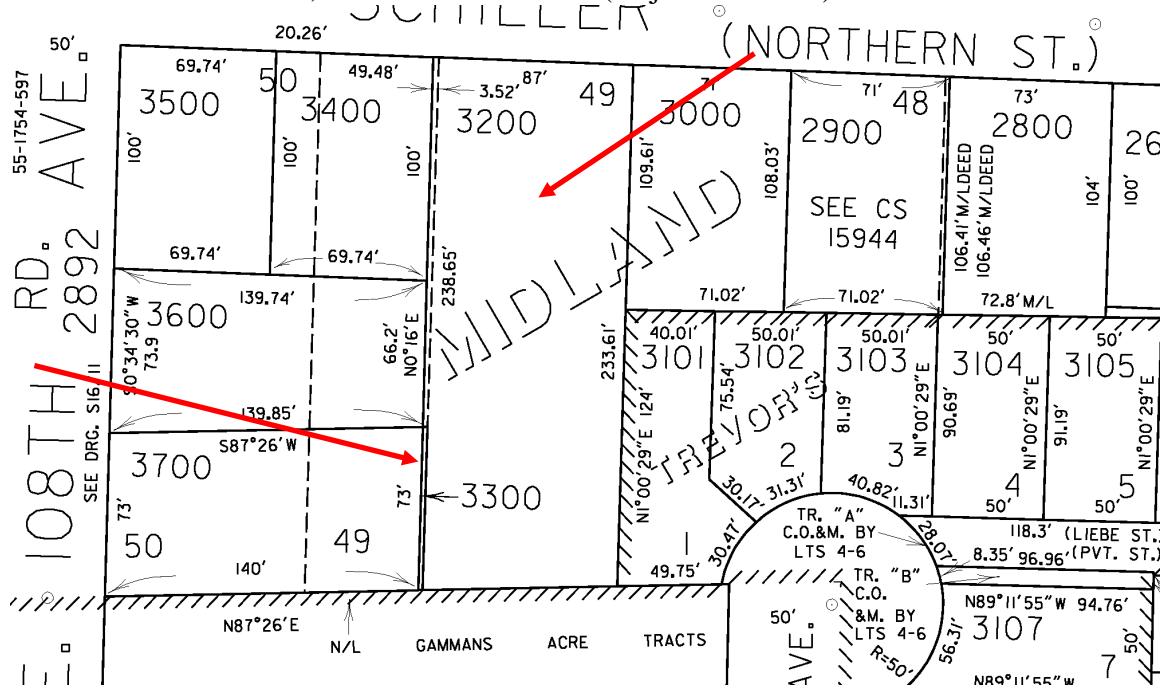 SCHILLER
(NORTHERN ST.)
50'
55-1754-597
AVE.
RD.
2892
108TH
SEE DRG. S16, 11
20.26'
69.74'
50
49.48'
3.52'
87'
49
71'
71'
48
73'
3500
3400
3200
3000
2900
2800
26
100'
100'
100'
109.61'
108.03'
106.41' M/L DEED
106.46' M/L DEED
104'
100'
SEE CS
15944
MIDLAND
69.74'
69.74'
238.65'
139.74'
71.02'
71.02'
72.8' M/L
3600
S0°34'30"W
73.9
66.2'
N0°16'E
233.61'
139.85'
S87°26'W
40.01'
50.01'
50.01'
50'
50'
3101
3102
3103
3104
3105
N1°00'29"E 124'
75.54'
81.19'
N1°00'29"E
90.69'
N1°00'29"E
91.19'
N1°00'29"E
TREVOR'S
2
3
4
5
3700
73'
73'
3300
50
49
140'
30.17'
31.31'
40.82'
11.31'
50'
50'
1
30.47'
49.75'
TR. "A"
C.O.&M. BY
LTS 4-6
28.07'
118.3' (LIEBE ST.)
8.35' 96.96' (PVT. ST.)
TR. "B"
C.O.
&M. BY
LTS 4-6
R=50'
56.31'
N89°11'55"W 94.76'
3107
50'
7
N89°11'55"W
N87°26'E
N/L
GAMMANS ACRE TRACTS
50'
AVE.
E.